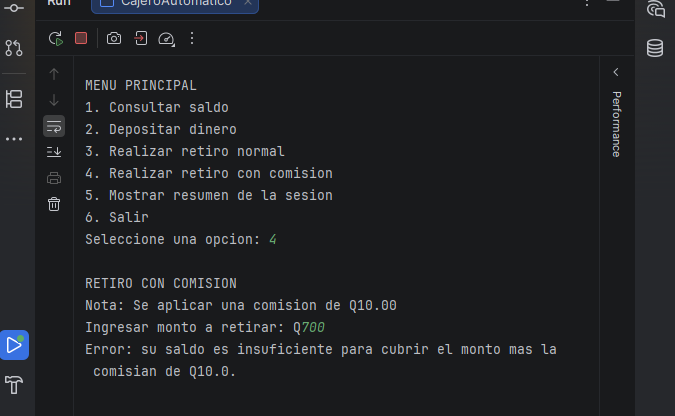 Run CajeroAutomatico
MENU PRINCIPAL
1. Consultar saldo
2. Depositar dinero
3. Realizar retiro normal
4. Realizar retiro con comision
5. Mostrar resumen de la sesion
6. Salir
Seleccione una opcion: 4
RETIRO CON COMISION
Nota: Se aplicar una comision de Q10.00
Ingresar monto a retirar: Q700
Error: su saldo es insuficiente para cubrir el monto mas la
comisian de Q10.0.
Performance